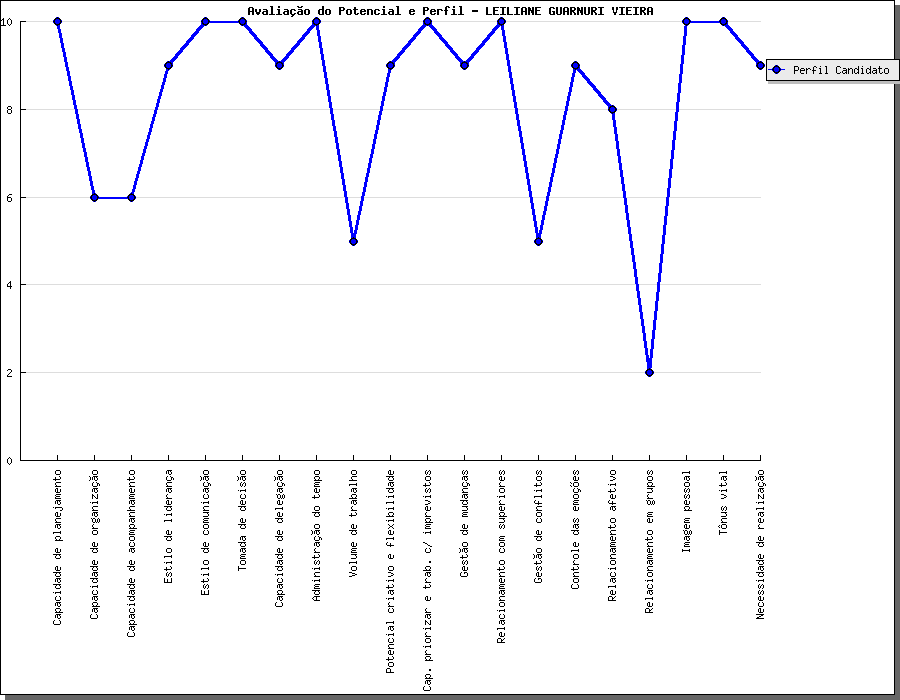 Avaliação do Potencial e Perfil - LEILIANE GUARNURI VIEIRA
10
8
6
4
2
0
Perfil Candidato
Capacidade de planejamento
Capacidade de organização
Capacidade de acompanhamento
Estilo de liderança
Estilo de comunicação
Tomada de decisão
Capacidade de delegação
Administração do tempo
Volume de trabalho
Potencial criativo e flexibilidade
Cap. priorizar e trab. c/ imprevistos
Gestão de mudanças
Relacionamento com superiores
Gestão de conflitos
Controle das emoções
Relacionamento afetivo
Relacionamento em grupos
Imagem pessoal
Tônus vital
Necessidade de realização